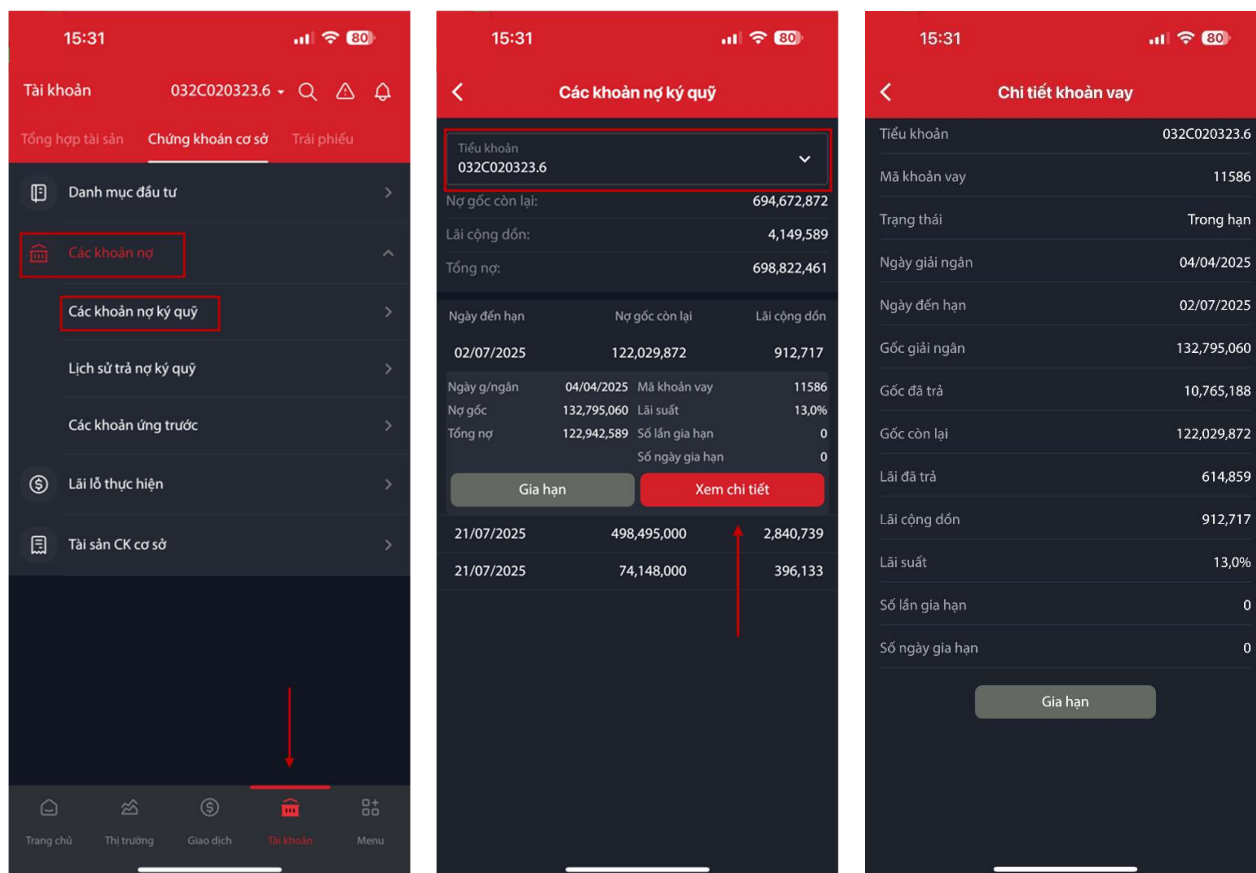 15:31
80
Tài khoản 032C020323.6
Tổng hợp tài sản Chứng khoán cơ sở Trái phiếu
Danh mục đầu tư
Các khoản nợ
Các khoản nợ ký quỹ
Lịch sử trả nợ ký quỹ
Các khoản ứng trước
Lãi lỗ thực hiện
Tài sản CK cơ sở
Trang chủ Thị trường Giao dịch Tài khoản Menu
15:31
80
Các khoản nợ ký quỹ
Tiểu khoản
032C020323.6
Nợ gốc còn lại: 694,672,872
Lãi cộng dồn: 4,149,589
Tổng nợ: 698,822,461
Ngày đến hạn Nợ gốc còn lại Lãi cộng dồn
02/07/2025 122,029,872 912,717
Ngày g/ngân 04/04/2025 Mã khoản vay 11586
Nợ gốc 132,795,060 Lãi suất 13,0%
Tổng nợ 122,942,589 Số lần gia hạn 0
Số ngày gia hạn 0
Gia hạn Xem chi tiết
21/07/2025 498,495,000 2,840,739
21/07/2025 74,148,000 396,133
15:31
80
Chi tiết khoản vay
Tiểu khoản 032C020323.6
Mã khoản vay 11586
Trạng thái Trong hạn
Ngày giải ngân 04/04/2025
Ngày đến hạn 02/07/2025
Gốc giải ngân 132,795,060
Gốc đã trả 10,765,188
Gốc còn lại 122,029,872
Lãi đã trả 614,859
Lãi cộng dồn 912,717
Lãi suất 13,0%
Số lần gia hạn 0
Số ngày gia hạn 0
Gia hạn